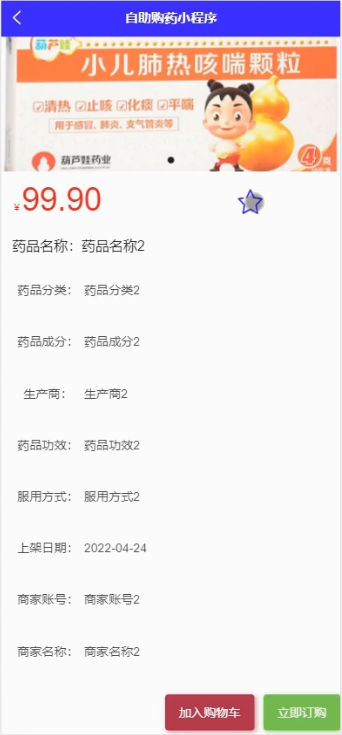 自助购药小程序
葫芦娃
小儿肺热咳喘颗粒
清热 止咳 化痰 平喘
用于感冒、肺炎、支气管炎等
葫芦娃药业
4克
¥99.90
药品名称：药品名称2
药品分类： 药品分类2
药品成分： 药品成分2
生产商： 生产商2
药品功效： 药品功效2
服用方式： 服用方式2
上架日期： 2022-04-24
商家账号： 商家账号2
商家名称： 商家名称2
加入购物车 立即订购